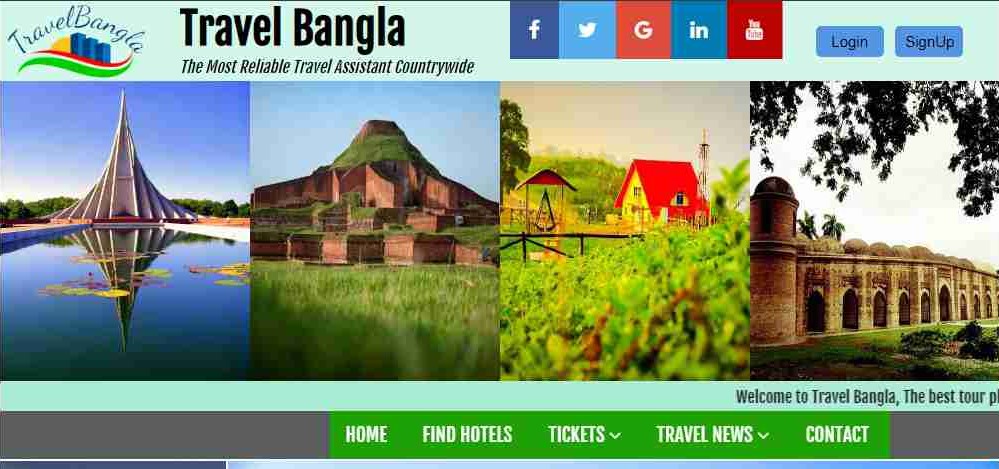 TravelBangla
Travel Bangla
The Most Reliable Travel Assistant Countrywide
f
G
in
You
Tube
Login
SignUp
Welcome to Travel Bangla, The best tour pl
HOME
FIND HOTELS
TICKETS
TRAVEL NEWS
CONTACT